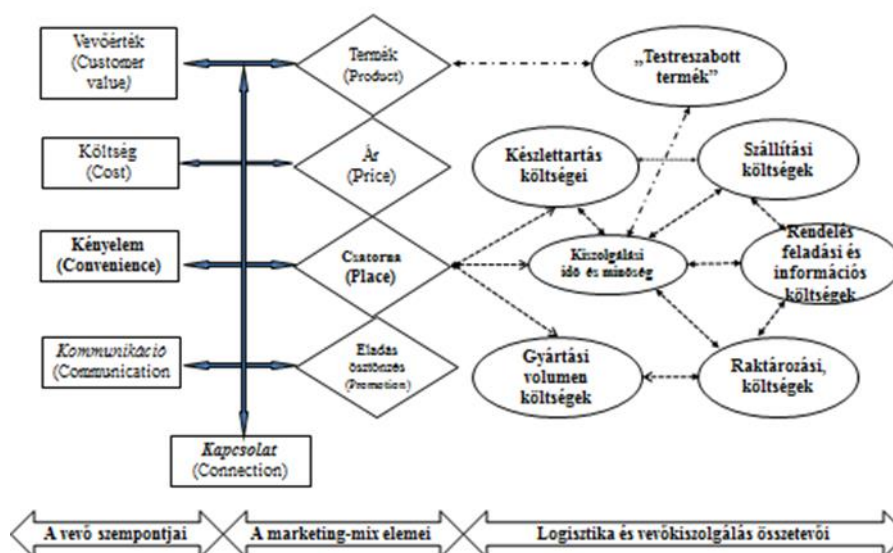 Vevőérték
(Customer
value)
Termék
(Product)
„Testreszabott
termék”
Költség
(Cost)
Ár
(Price)
Készlettartás
költségei
Szállítási
költségek
Kényelem
(Convenience)
Csatorna
(Place)
Kiszolgálási
idő és minőség
Rendelés
feladási és
információs
költségek
Kommunikáció
(Communication
Eladás
ösztönzés
(Promotion)
Gyártási
volumen
költségek
Raktározási,
költségek
Kapcsolat
(Connection)
A vevő szempontjai
A marketing-mix elemei
Logisztika és vevőkiszolgálás összetevői